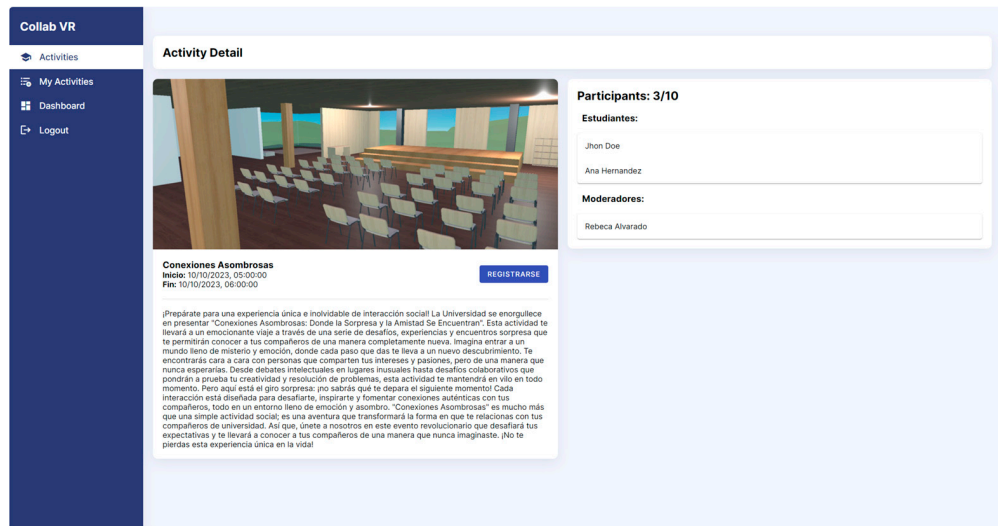 Collab VR
Activities
My Activities
Dashboard
Logout
Activity Detail
Conexiones Asombrosas
Inicio: 10/10/2023, 05:00:00
Fin: 10/10/2023, 06:00:00
REGISTRARSE
¡Prepárate para una experiencia única e inolvidable de interacción social! La Universidad se enorgullece
en presentar "Conexiones Asombrosas: Donde la Sorpresa y la Amistad Se Encuentran". Esta actividad te
llevará a un emocionante viaje a través de una serie de desafíos, experiencias y encuentros sorpresa que
te permitirán conocer a tus compañeros de una manera completamente nueva. Imagina entrar a un
mundo lleno de misterio y emoción, donde cada paso que das te lleva a un nuevo descubrimiento. Te
encontrarás cara a cara con personas que comparten tus intereses y pasiones, pero de una manera que
nunca esperarías. Desde debates intelectuales en lugares inusuales hasta desafíos colaborativos que
pondrán a prueba tu creatividad y resolución de problemas, esta actividad te mantendrá en vilo en todo
momento. Pero aquí está el giro sorpresa: ¡no sabrás qué te depara el siguiente momento! Cada
interacción está diseñada para desafiarte, inspirarte y fomentar conexiones auténticas con tus
compañeros, todo en un entorno lleno de emoción y asombro. "Conexiones Asombrosas" es mucho más
que una simple actividad social; es una aventura que transformará la forma en que te relacionas con tus
compañeros de universidad. Así que, únete a nosotros en este evento revolucionario que desafiará tus
expectativas y te llevará a conocer a tus compañeros de una manera que nunca imaginaste. ¡No te
pierdas esta experiencia única en la vida!
Participants: 3/10
Estudiantes:
Jhon Doe
Ana Hernandez
Moderadores:
Rebeca Alvarado